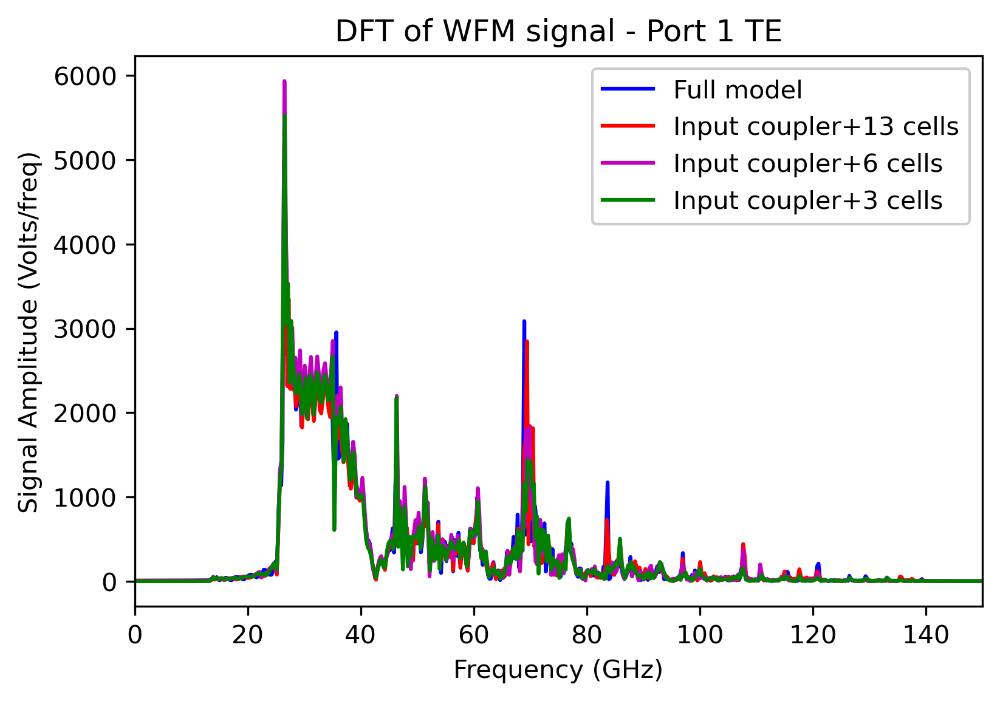 DFT of WFM signal - Port 1 TE
Signal Amplitude (Volts/freq)
6000
5000
4000
3000
2000
1000
0
Full model
Input coupler+13 cells
Input coupler+6 cells
Input coupler+3 cells
0 20 40 60 80 100 120 140
Frequency (GHz)